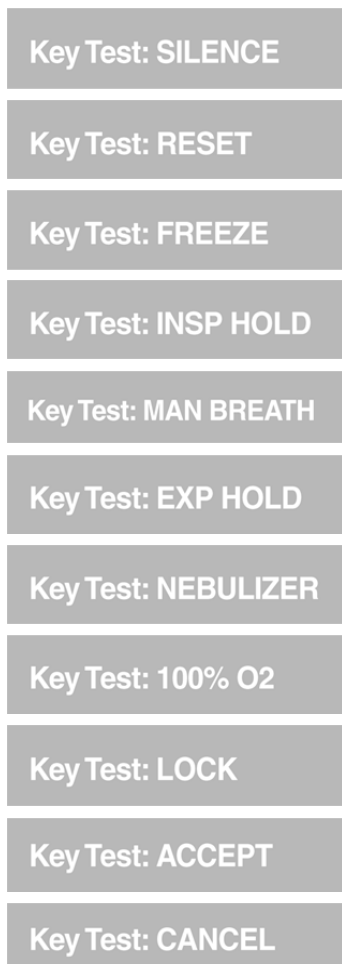 Key Test: SILENCE
Key Test: RESET
Key Test: FREEZE
Key Test: INSP HOLD
Key Test: MAN BREATH
Key Test: EXP HOLD
Key Test: NEBULIZER
Key Test: 100% O2
Key Test: LOCK
Key Test: ACCEPT
Key Test: CANCEL